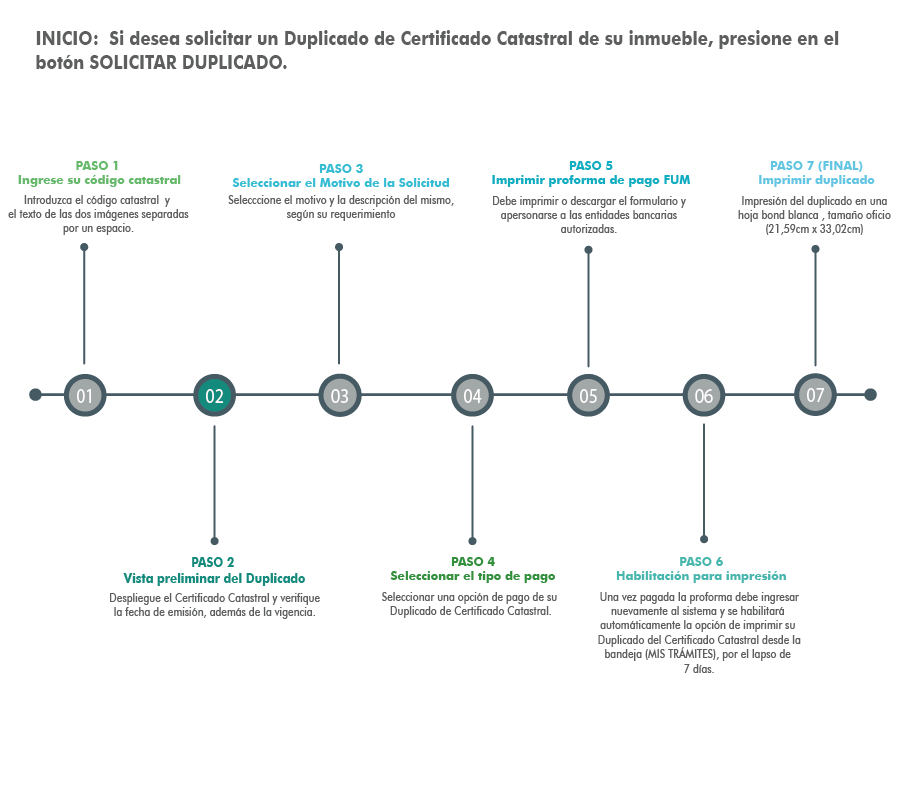 INICIO:  Si desea solicitar un Duplicado de Certificado Catastral de su inmueble, presione en el
botón SOLICITAR DUPLICADO.
PASO 1
Ingrese su código catastral
Introduzca el código catastral  y
el texto de las dos imágenes separadas
por un espacio.
PASO 3
Seleccionar el Motivo de la Solicitud
Selecccione el motivo y la descripción del mismo,
según su requerimiento
PASO 5
Imprimir proforma de pago FUM
Debe imprimir o descargar el formulario y
apersonarse a las entidades bancarias
autorizadas.
PASO 7 (FINAL)
Imprimir duplicado
Impresión del duplicado en una
hoja bond blanca , tamaño oficio
(21,59cm x 33,02cm)
01
02
03
04
05
06
07
PASO 2
Vista preliminar del Duplicado
Despliegue el Certificado Catastral y verifique
la fecha de emisión, además de la vigencia.
PASO 4
Seleccionar el tipo de pago
Seleccionar una opción de pago de su
Duplicado de Certificado Catastral.
PASO 6
Habilitación para impresión
Una vez pagada la proforma debe ingresar
nuevamente al sistema y se habilitará
automáticamente la opción de imprimir su
Duplicado del Certificado Catastral desde la
bandeja (MIS TRÁMITES), por el lapso de
7 días.